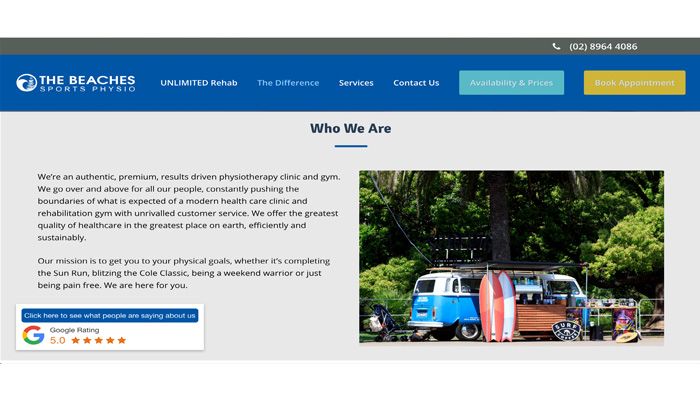 (02) 8964 4086
THE BEACHES
SPORTS PHYSIO
UNLIMITED Rehab
The Difference
Services
Contact Us
Availability & Prices
Book Appointment
Who We Are
We're an authentic, premium, results driven physiotherapy clinic and gym.
We go over and above for all our people, constantly pushing the
boundaries of what is expected of a modern health care clinic and
rehabilitation gym with unrivalled customer service. We offer the greatest
quality of healthcare in the greatest place on earth, efficiently and
sustainably.
Our mission is to get you to your physical goals, whether it's completing
the Sun Run, blitzing the Cole Classic, being a weekend warrior or just
being pain free. We are here for you.
Click here to see what people are saying about us
Google Rating
5.0
SURF